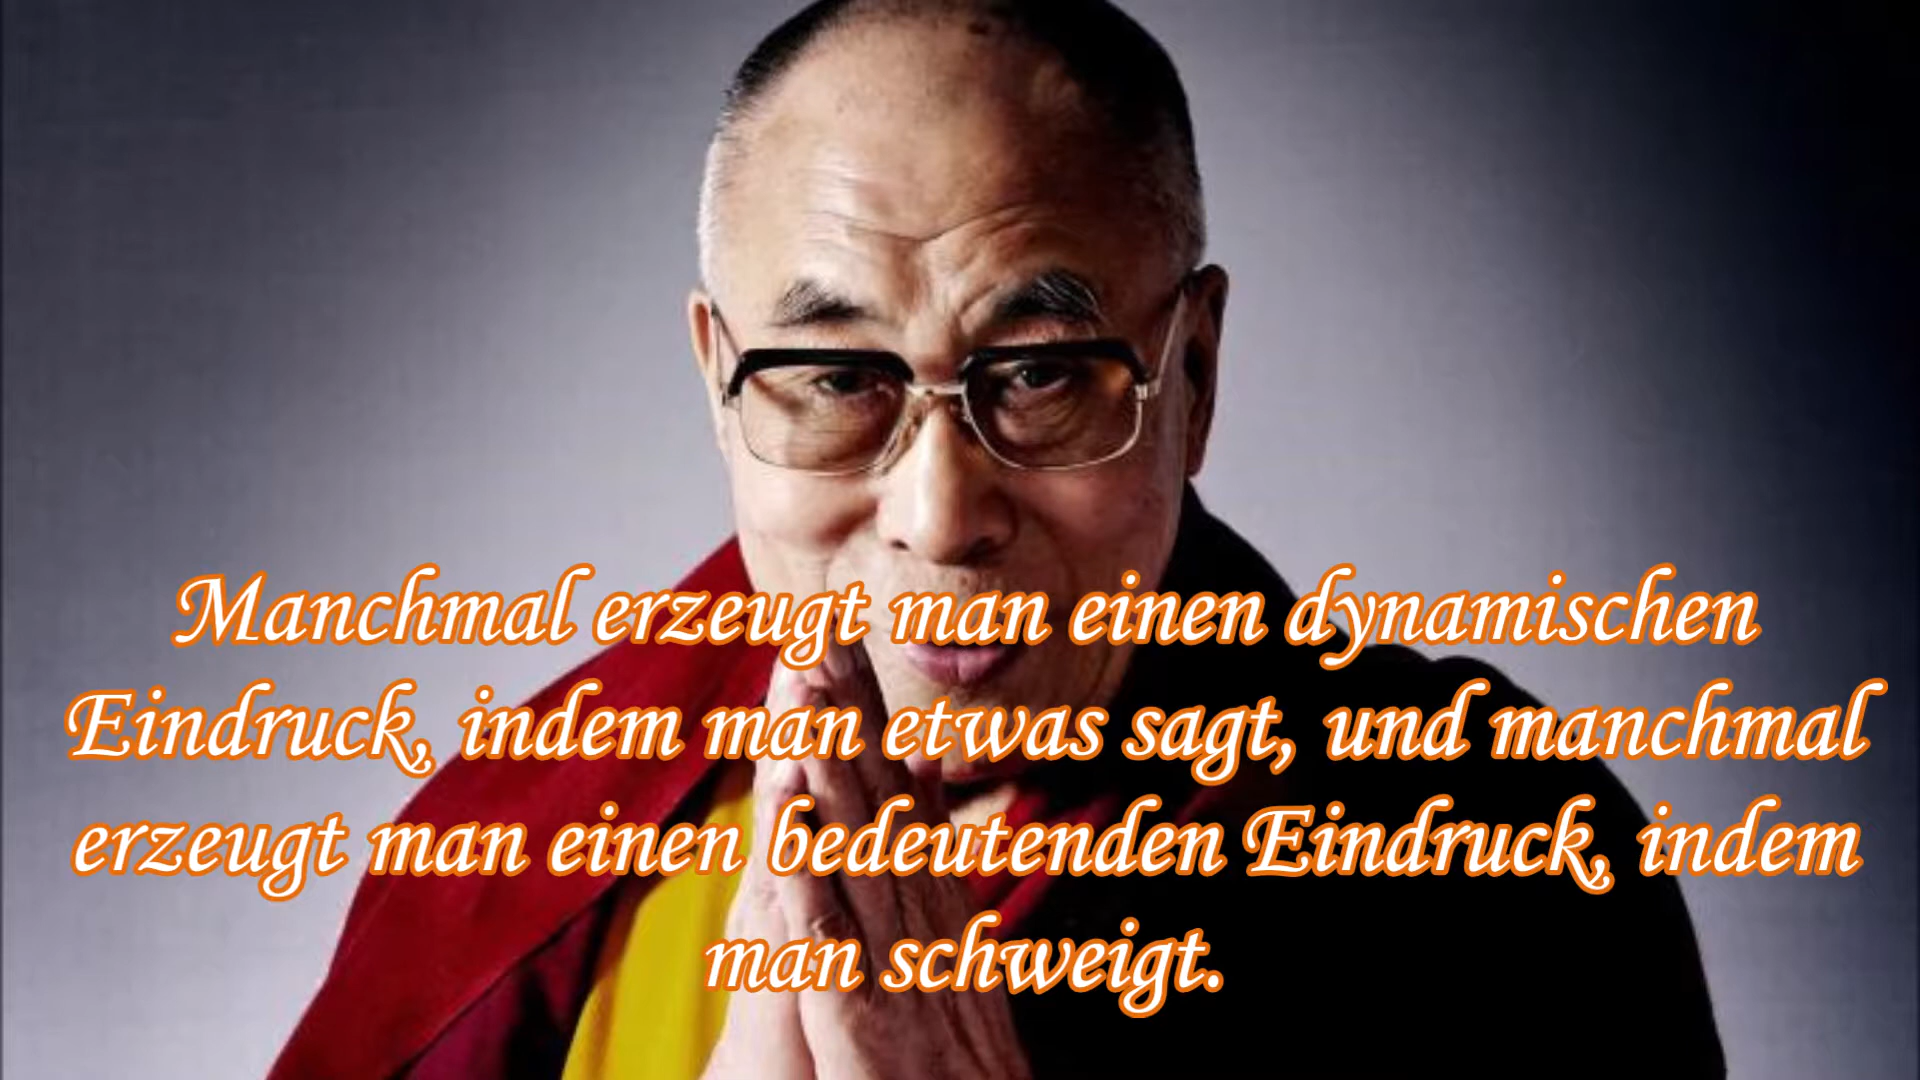 Manchmal erzeugt man einen dynamischen
Eindruck, indem man etwas sagt, und manchmal
erzeugt man einen bedeutenden Eindruck, indem
man schweigt.